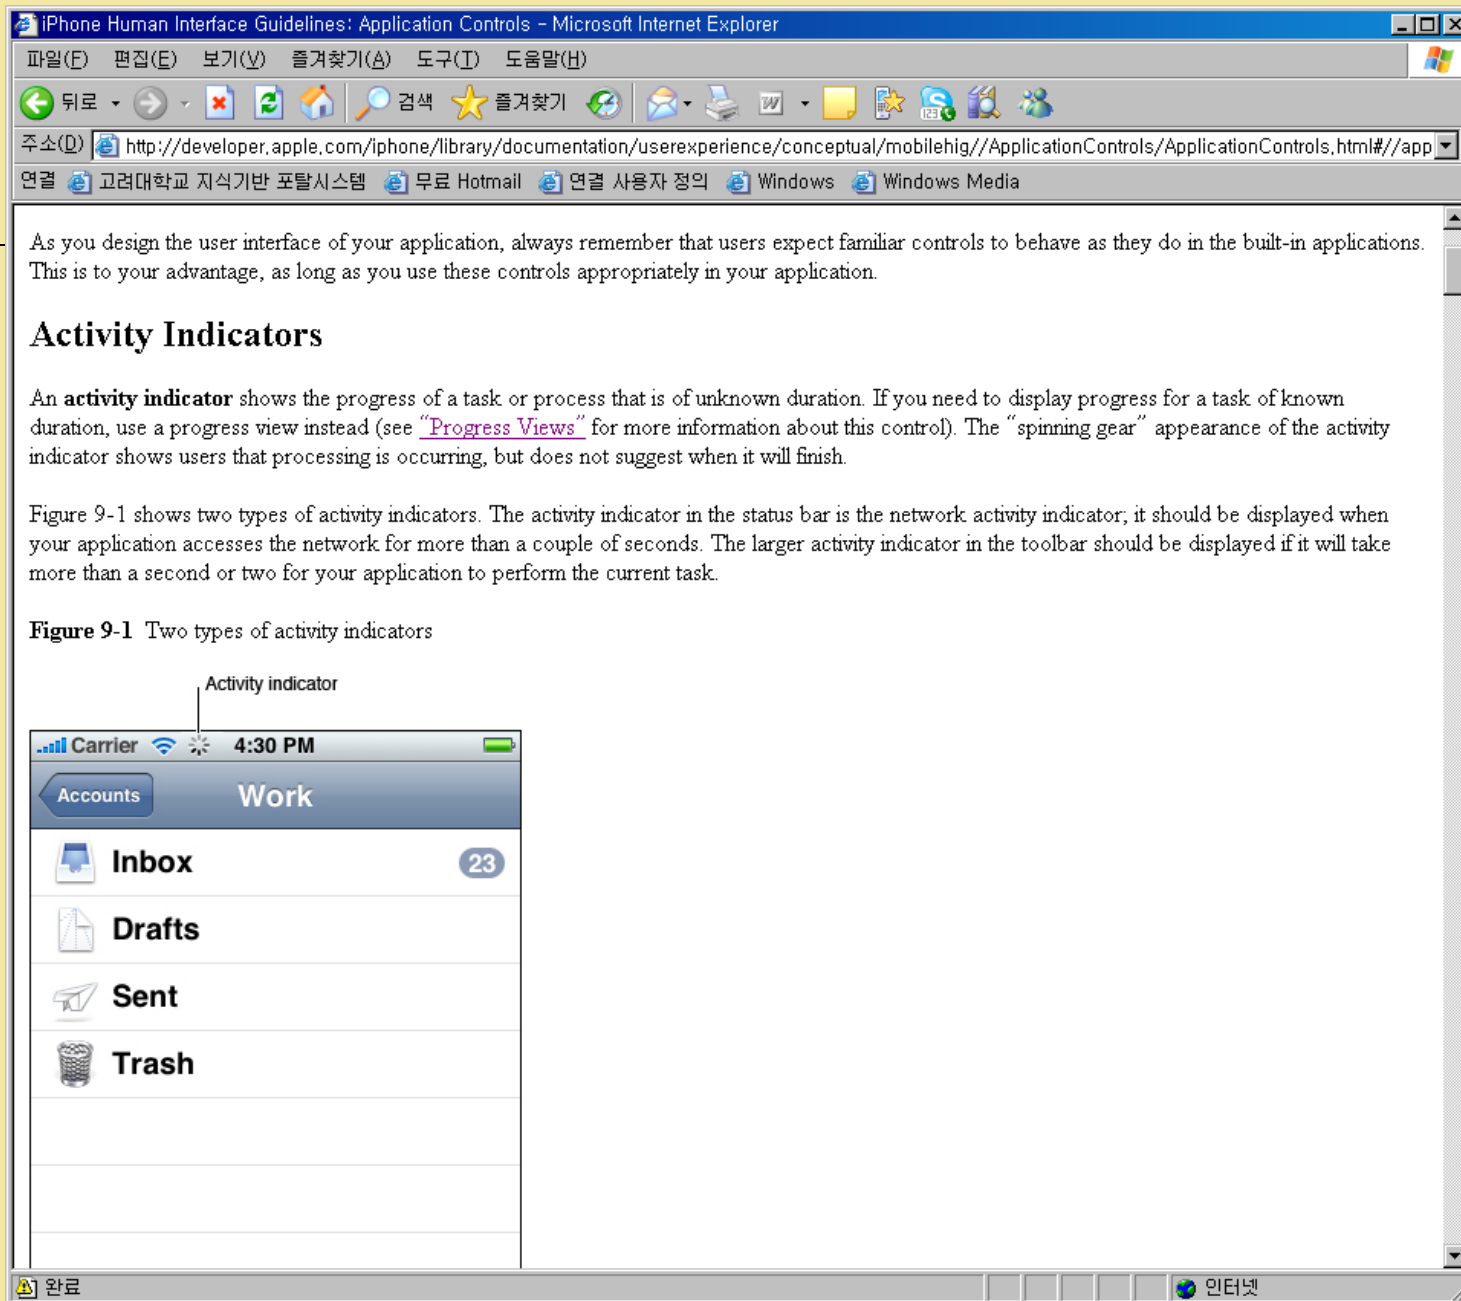 iPhone Human Interface Guidelines: Application Controls - Microsoft Internet Explorer
파일(F) 편집(E) 보기(V) 즐겨찾기(A) 도구(T) 도움말(H)
뒤로 검색 즐겨찾기
주소(D) http://developer.apple.com/iphone/library/documentation/userexperience/conceptual/mobilehig//ApplicationControls/ApplicationControls.html#//app
연결 고려대학교 지식기반 포탈시스템 무료 Hotmail 연결 사용자 정의 Windows Windows Media
As you design the user interface of your application, always remember that users expect familiar controls to behave as they do in the built-in applications.
This is to your advantage, as long as you use these controls appropriately in your application.
Activity Indicators
An activity indicator shows the progress of a task or process that is of unknown duration. If you need to display progress for a task of known
duration, use a progress view instead (see "Progress Views" for more information about this control). The "spinning gear" appearance of the activity
indicator shows users that processing is occurring, but does not suggest when it will finish.
Figure 9-1 shows two types of activity indicators. The activity indicator in the status bar is the network activity indicator; it should be displayed when
your application accesses the network for more than a couple of seconds. The larger activity indicator in the toolbar should be displayed if it will take
more than a second or two for your application to perform the current task.
Figure 9-1 Two types of activity indicators
Activity indicator
Carrier 4:30 PM
Accounts Work
Inbox 23
Drafts
Sent
Trash
완료 인터넷